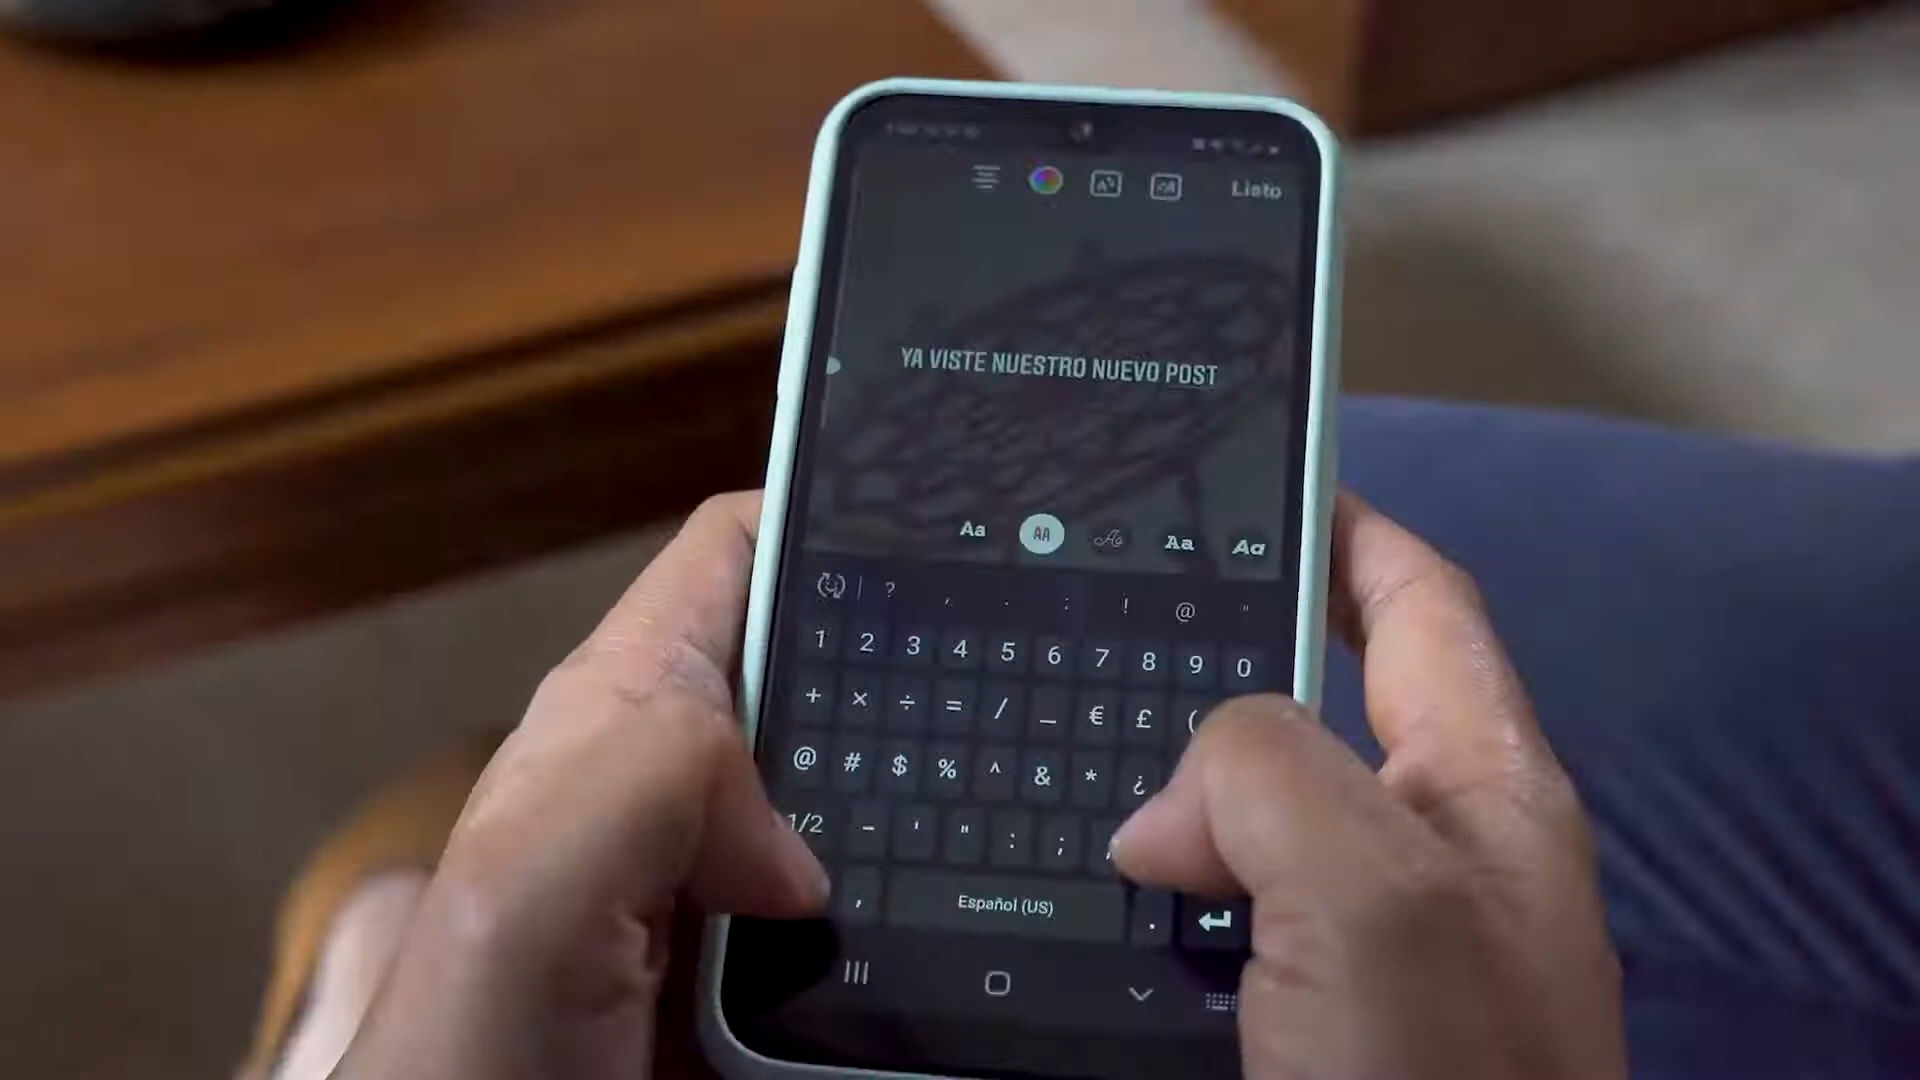 Listo
YA VISTE NUESTRO NUEVO POST
Aa AA Aa Aa Aa
? , . : ! @ "
1 2 3 4 5 6 7 8 9 0
+ × ÷ = / _ € £ (
@ # $ % ^ & * ¿
1/2 - ' " : ; ,
, Español (US) .